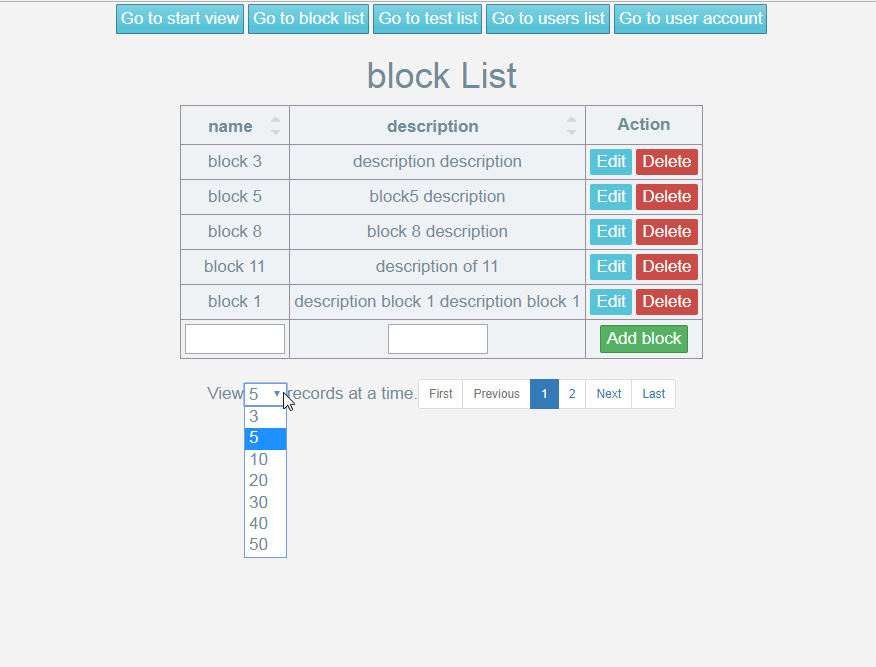 Go to start view Go to block list Go to test list Go to users list Go to user account
block List
name description Action
block 3 description description Edit Delete
block 5 block5 description Edit Delete
block 8 block 8 description Edit Delete
block 11 description of 11 Edit Delete
block 1 description block 1 description block 1 Edit Delete
Add block
View 5 records at a time. First Previous 1 2 Next Last
3
5
10
20
30
40
50